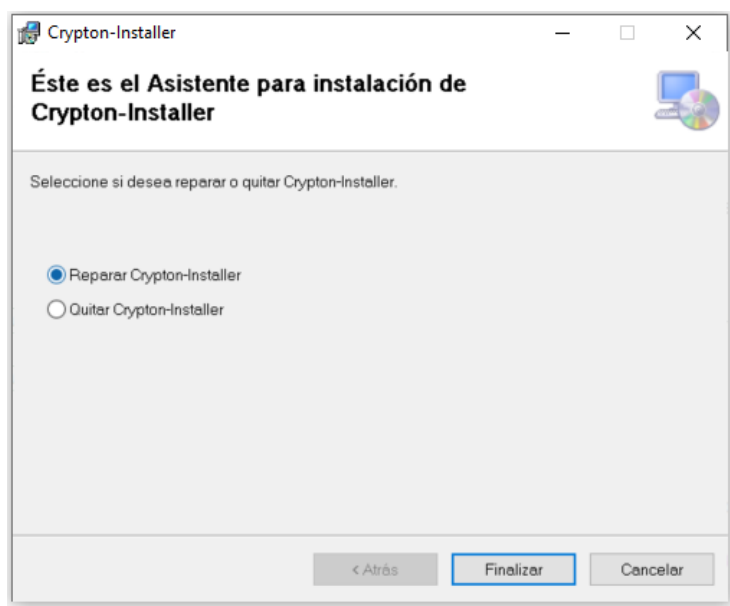 Crypton-Installer
Éste es el Asistente para instalación de
Crypton-Installer
Seleccione si desea reparar o quitar Crypton-Installer.
Reparar Crypton-Installer
Quitar Crypton-Installer
< Atrás
Finalizar
Cancelar